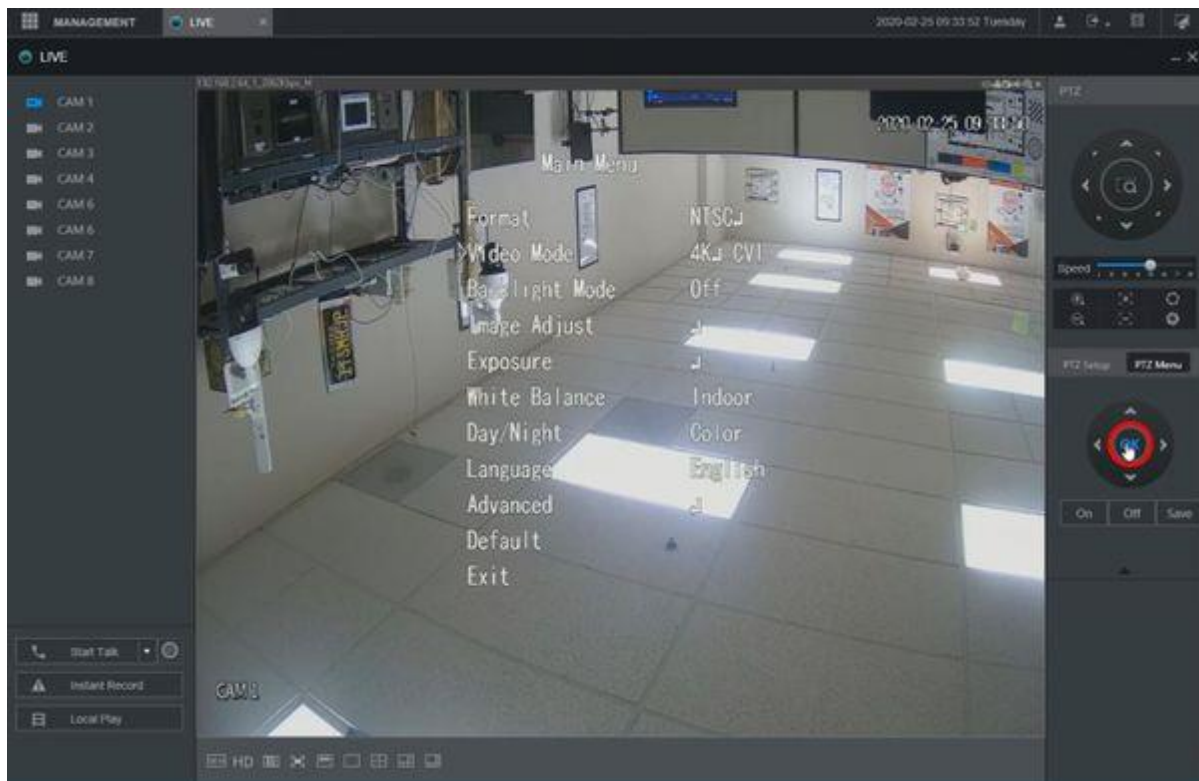 MANAGEMENT
LIVE
2020-02-25 09:33:52 Tuesday
LIVE
CAM 1
CAM 2
CAM 3
CAM 4
CAM 6
CAM 6
CAM 7
CAM 8
PTZ
2020-02-25 09
Main Menu
Format NTSC
Video Mode 4K CVI
Backlight Mode Off
Image Adjust
Exposure
White Balance Indoor
Day/Night Color
Language English
Advanced
Default
Exit
Speed
PTZ Setup PTZ Menu
OK
On Off Save
Start Talk
Instant Record
Local Play
CAM 1
HD